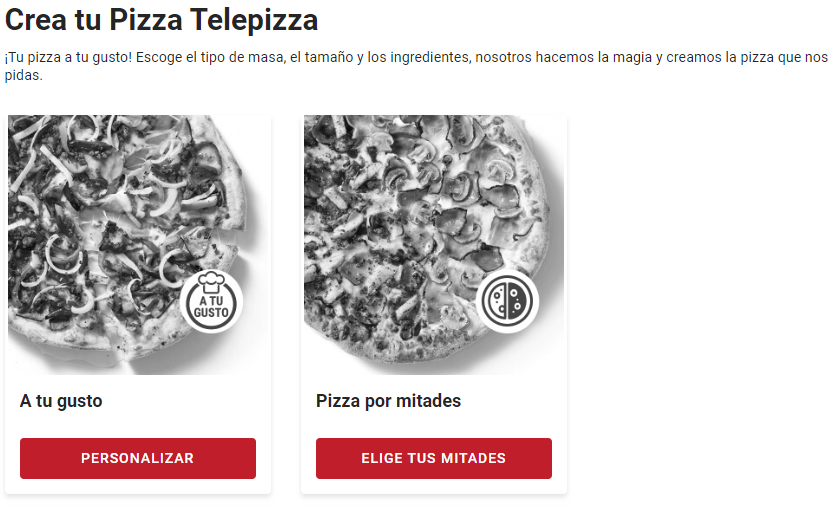 Crea tu Pizza Telepizza
¡Tu pizza a tu gusto! Escoge el tipo de masa, el tamaño y los ingredientes, nosotros hacemos la magia y creamos la pizza que nos
pidas.
A TU
GUSTO
A tu gusto
PERSONALIZAR
Pizza por mitades
ELIGE TUS MITADES